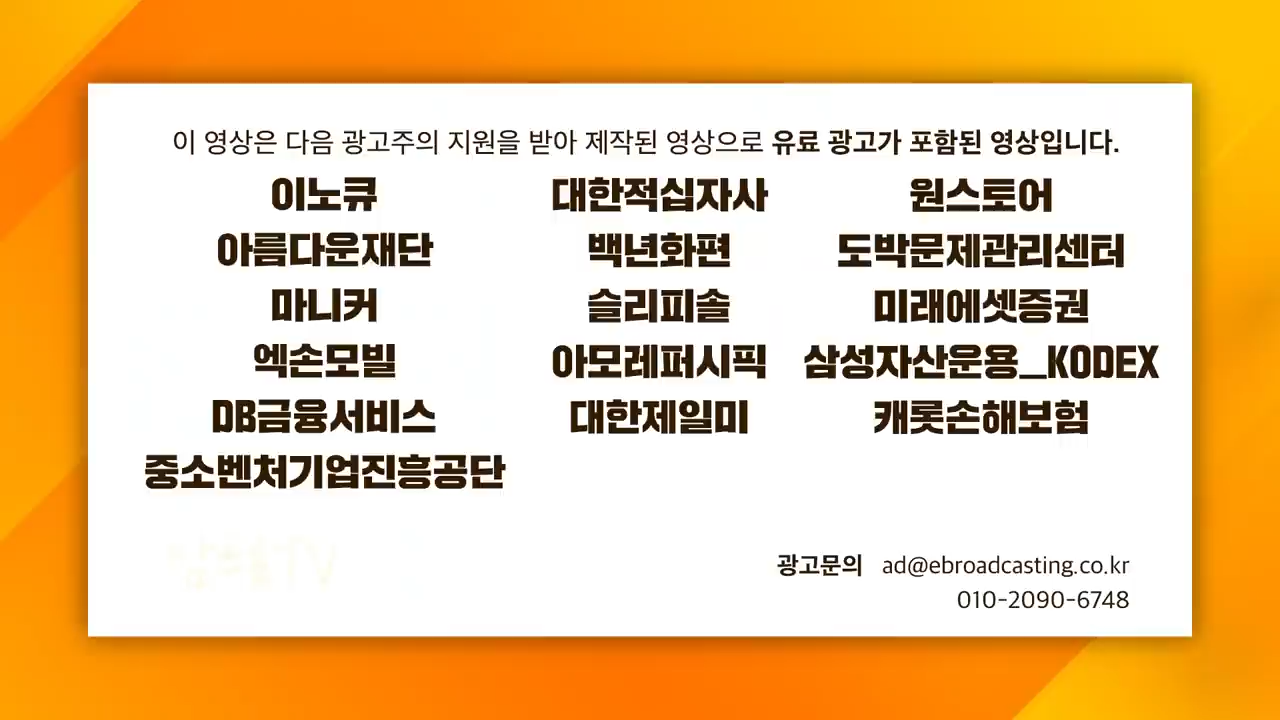 이 영상은 다음 광고주의 지원을 받아 제작된 영상으로 유료 광고가 포함된 영상입니다.
이노큐 대한적십자사 원스토어
아름다운재단 백년화편 도박문제관리센터
마니커 슬리피솔 미래에셋증권
엑손모빌 아모레퍼시픽 삼성자산운용_KODEX
DB금융서비스 대한제일미 캐롯손해보험
중소벤처기업진흥공단
광고문의 ad@ebroadcasting.co.kr
010-2090-6748